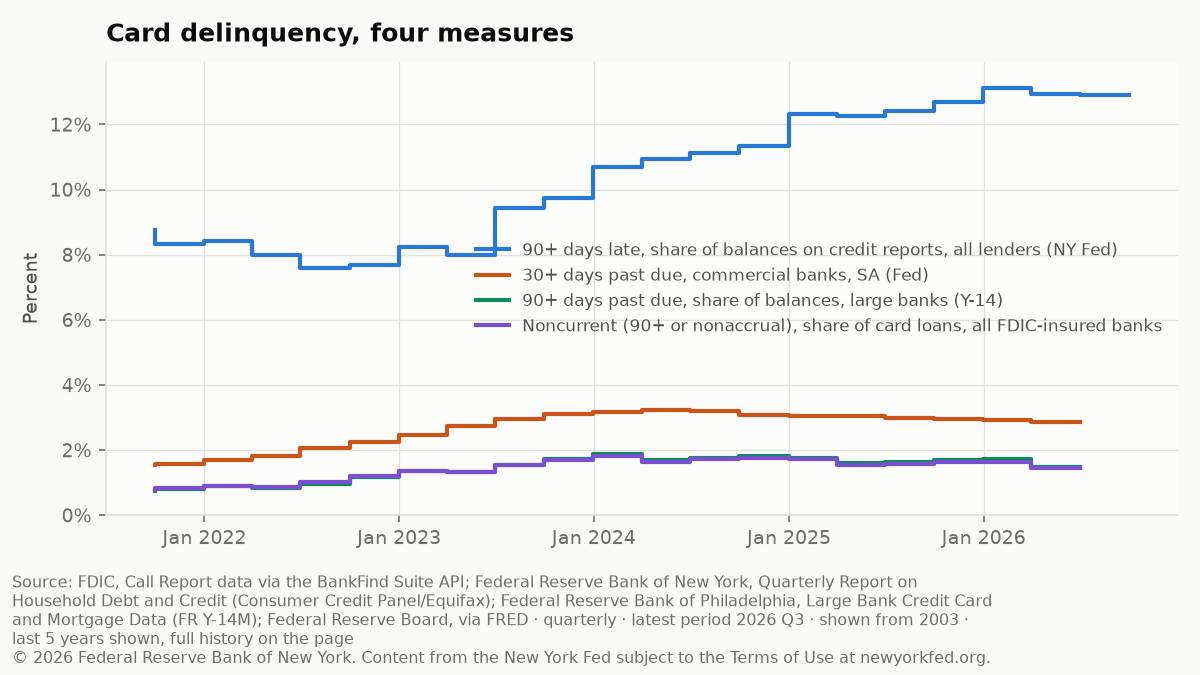 Card delinquency, four measures
Percent
12%
10%
8%
6%
4%
2%
0%
90+ days late, share of balances on credit reports, all lenders (NY Fed)
30+ days past due, commercial banks, SA (Fed)
90+ days past due, share of balances, large banks (Y-14)
Noncurrent (90+ or nonaccrual), share of card loans, all FDIC-insured banks
Jan 2022
Jan 2023
Jan 2024
Jan 2025
Jan 2026
Source: FDIC, Call Report data via the BankFind Suite API; Federal Reserve Bank of New York, Quarterly Report on
Household Debt and Credit (Consumer Credit Panel/Equifax); Federal Reserve Bank of Philadelphia, Large Bank Credit Card
and Mortgage Data (FR Y-14M); Federal Reserve Board, via FRED · quarterly · latest period 2026 Q3 · shown from 2003 ·
last 5 years shown, full history on the page
© 2026 Federal Reserve Bank of New York. Content from the New York Fed subject to the Terms of Use at newyorkfed.org.